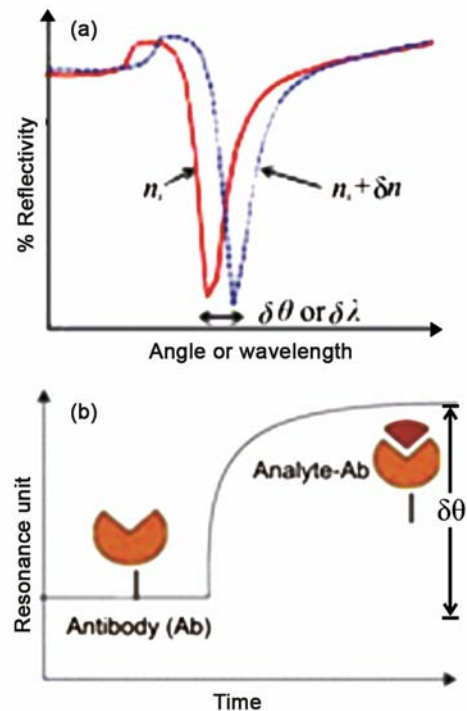 (a)
% Reflectivity
nₛ
nₛ + δn
δθ or δλ
Angle or wavelength
(b)
Resonance unit
Analyte-Ab
δθ
Antibody (Ab)
Time